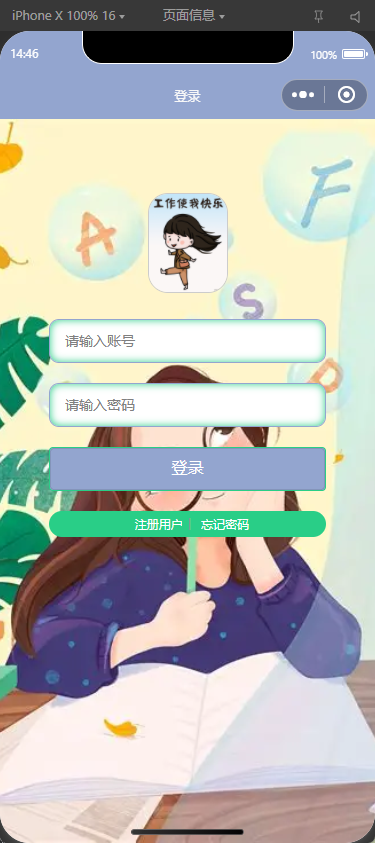 iPhone X 100% 16
页面信息
14:46
100%
登录
A
F
工作使我快乐
S
P
请输入账号
请输入密码
登录
注册用户
忘记密码